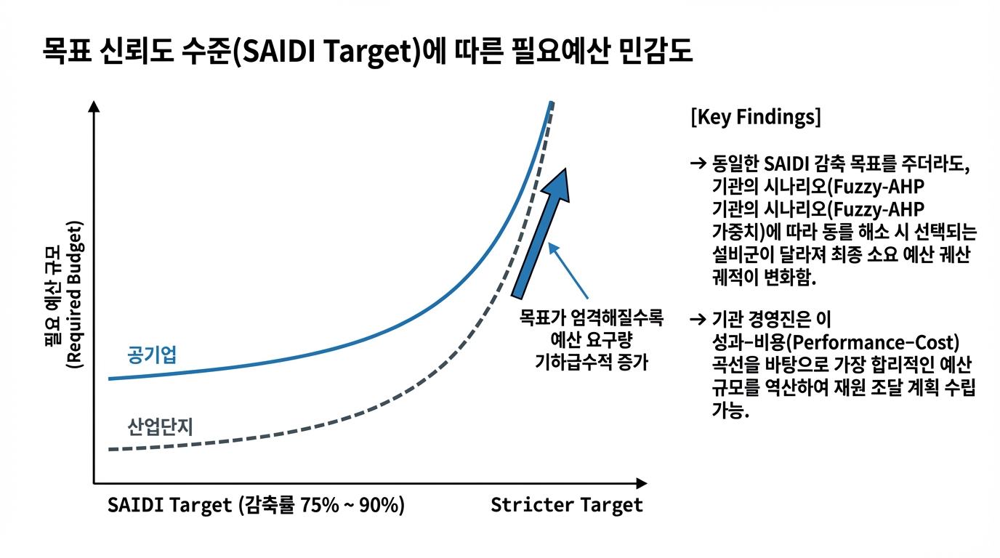 목표 신뢰도 수준(SAIDI Target)에 따른 필요예산 민감도
필요 예산 규모
(Required Budget)
공기업
산업단지
목표가 엄격해질수록
예산 요구량
기하급수적 증가
SAIDI Target (감축률 75% ~ 90%)
Stricter Target
[Key Findings]
→ 동일한 SAIDI 감축 목표를 주더라도,
기관의 시나리오(Fuzzy-AHP
기관의 시나리오(Fuzzy-AHP
가중치)에 따라 동를 해소 시 선택되는
설비군이 달라져 최종 소요 예산 궤산
궤적이 변화함.
→ 기관 경영진은 이
성과–비용(Performance–Cost)
곡선을 바탕으로 가장 합리적인 예산
규모를 역산하여 재원 조달 계획 수립
가능.